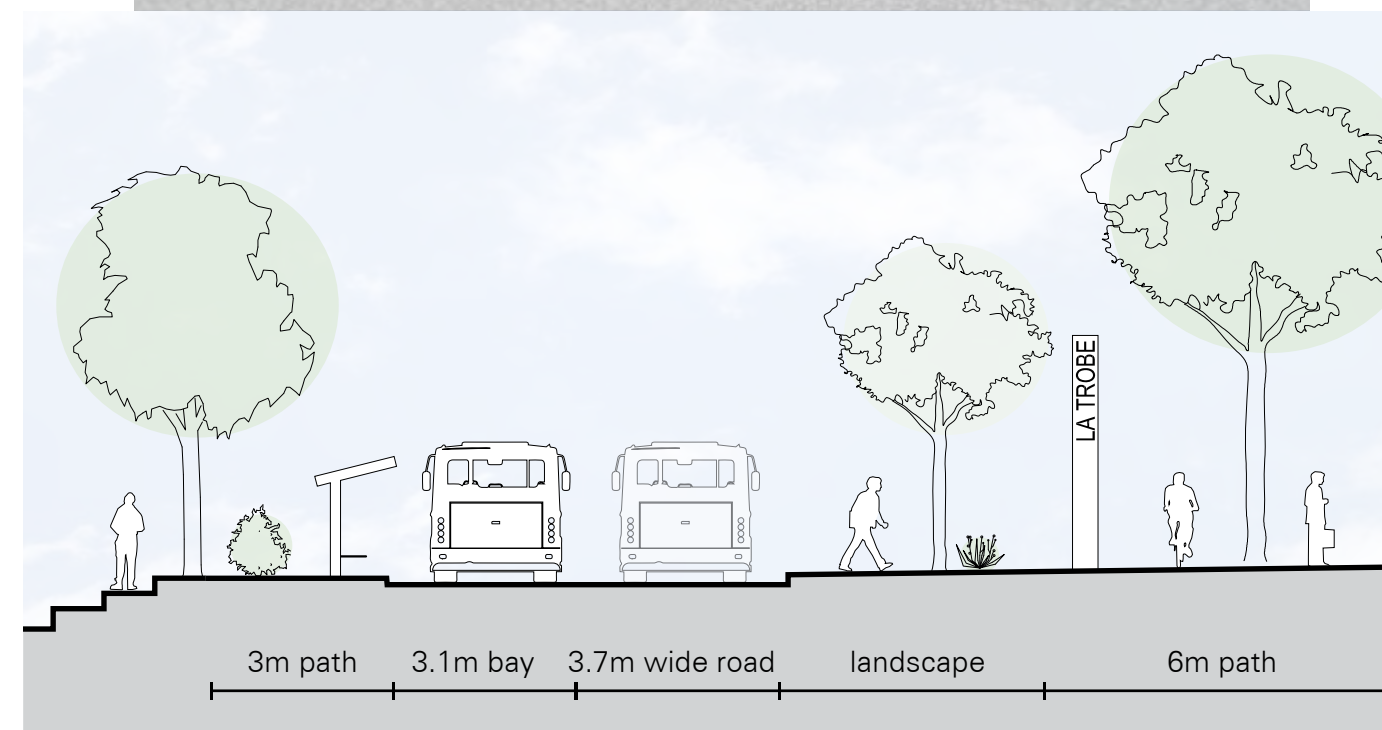 LA TROBE
3m path
3.1m bay
3.7m wide road
landscape
6m path